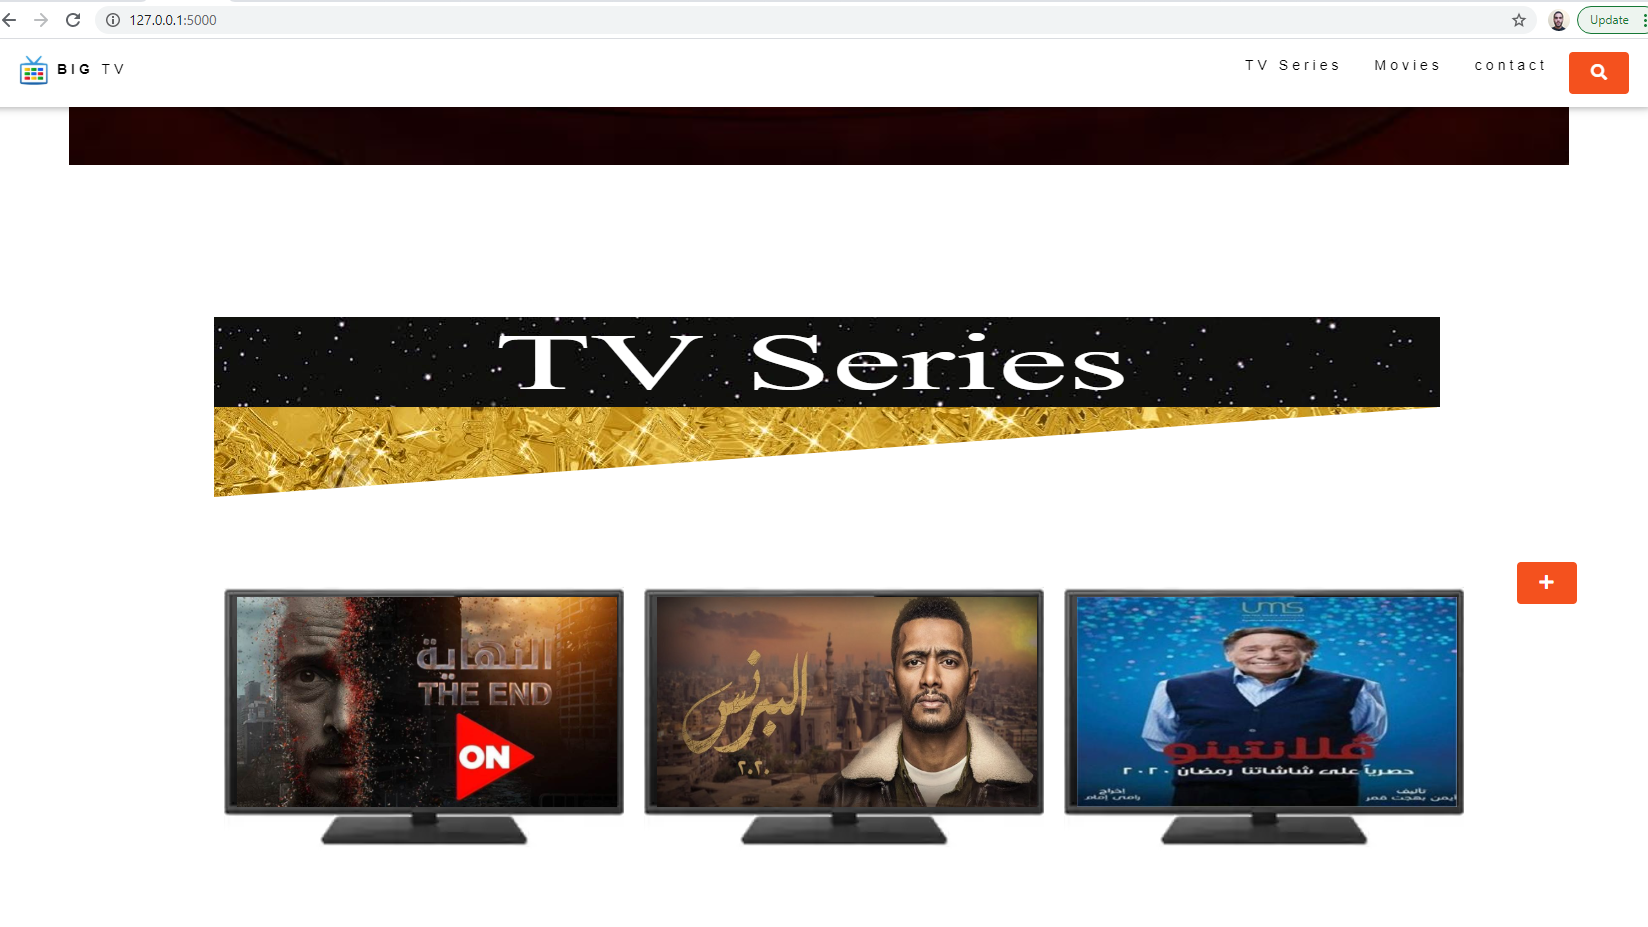 127.0.0.1:5000
Update
BIG TV
TV Series
Movies
contact
TV Series
النهاية
THE END
ON
البرنس
٢٠٢٠
UMS
ڤلانتينو
حصرياً على شاشاتنا رمضان ٢٠٢٠
إخراج
رامي إمام
تأليف
أيمن بهجت قمر